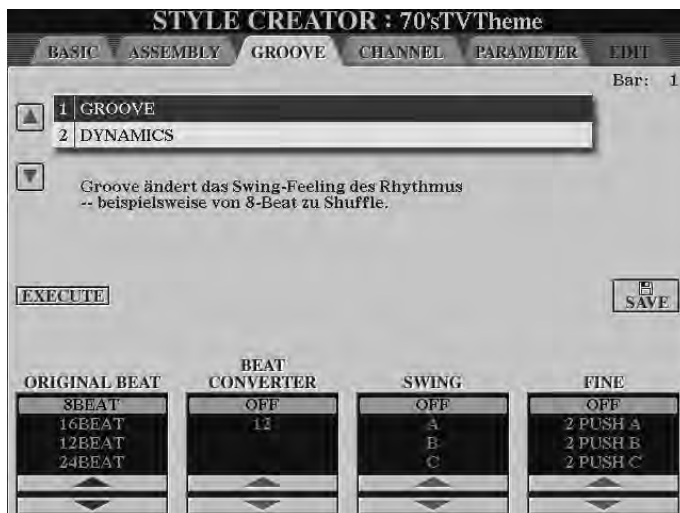 STYLE CREATOR : 70'sTVTheme
BASIC ASSEMBLY GROOVE CHANNEL PARAMETER EDIT
Bar: 1
1 GROOVE
2 DYNAMICS
Groove ändert das Swing-Feeling des Rhythmus
-- beispielsweise von 8-Beat zu Shuffle.
EXECUTE
SAVE
ORIGINAL BEAT
BEAT CONVERTER
SWING
FINE
8BEAT OFF OFF OFF
16BEAT 12 A 2 PUSH A
12BEAT B 2 PUSH B
24BEAT C 2 PUSH C